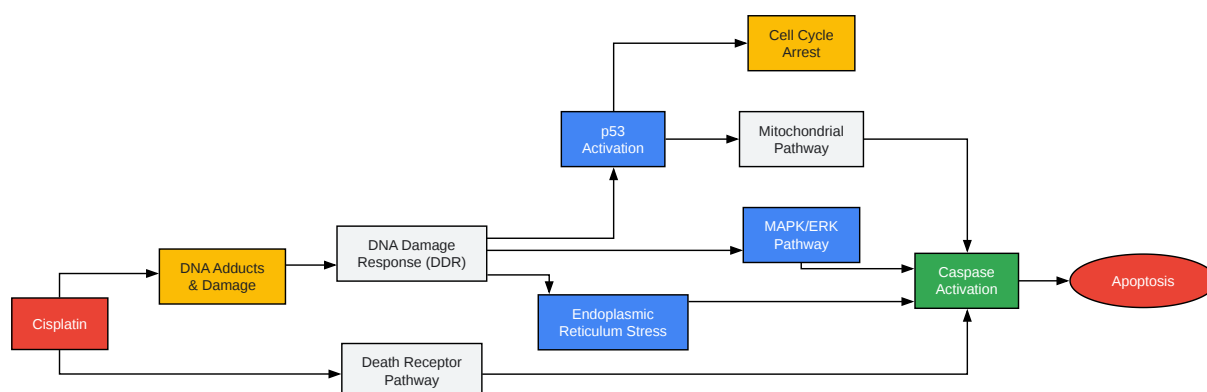 Cell Cycle
Arrest
p53
Activation
Mitochondrial
Pathway
MAPK/ERK
Pathway
DNA Damage
Response (DDR)
DNA Adducts
& Damage
Caspase
Activation
Apoptosis
Cisplatin
Endoplasmic
Reticulum Stress
Death Receptor
Pathway